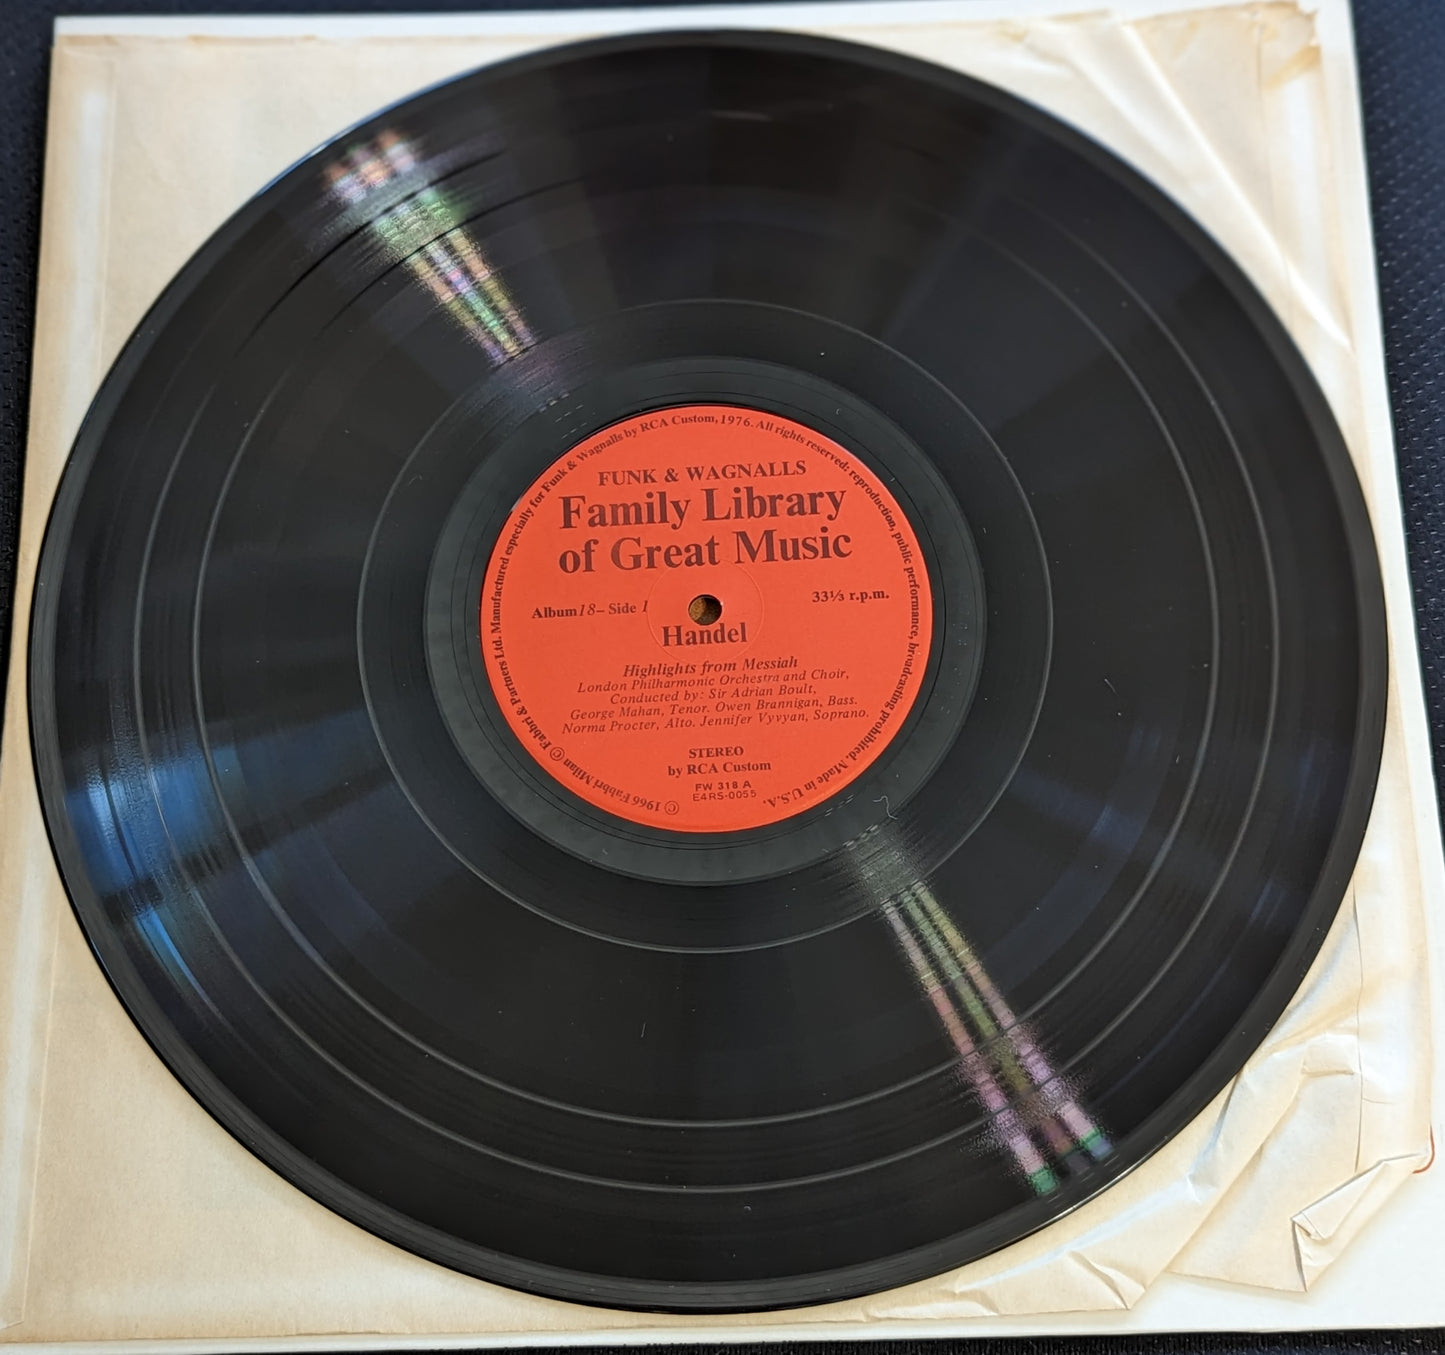 © 1966 Fabbri Milan © Fabbri & Partners Ltd. Manufactured especially for Funk & Wagnalls by RCA Custom, 1976. All rights reserved: reproduction, public performance, broadcasting prohibited. Made in U.S.A.
FUNK & WAGNALLS
Family Library
of Great Music
Album 18– Side 1
33⅓ r.p.m.
Handel
Highlights from Messiah
London Philharmonic Orchestra and Choir,
Conducted by: Sir Adrian Boult,
George Mahan, Tenor. Owen Brannigan, Bass.
Norma Procter, Alto. Jennifer Vyvyan, Soprano.
STEREO
by RCA Custom
FW 318 A
E4RS-0055